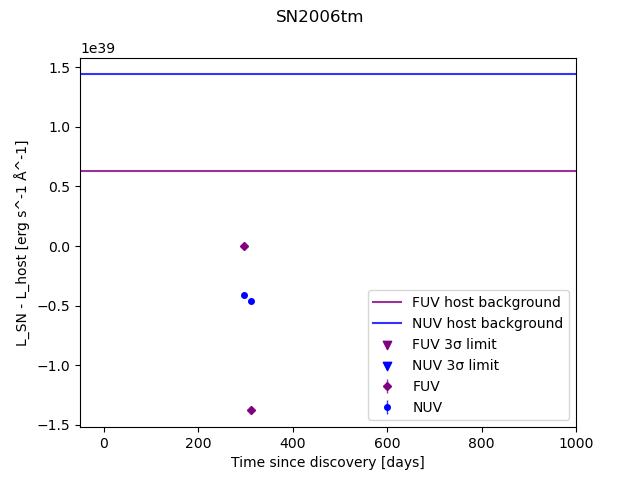 SN2006tm
1e39
1.5
1.0
0.5
0.0
−0.5
−1.0
−1.5
L_SN - L_host [erg s^-1 Å^-1]
FUV host background
NUV host background
FUV 3σ limit
NUV 3σ limit
FUV
NUV
0 200 400 600 800 1000
Time since discovery [days]